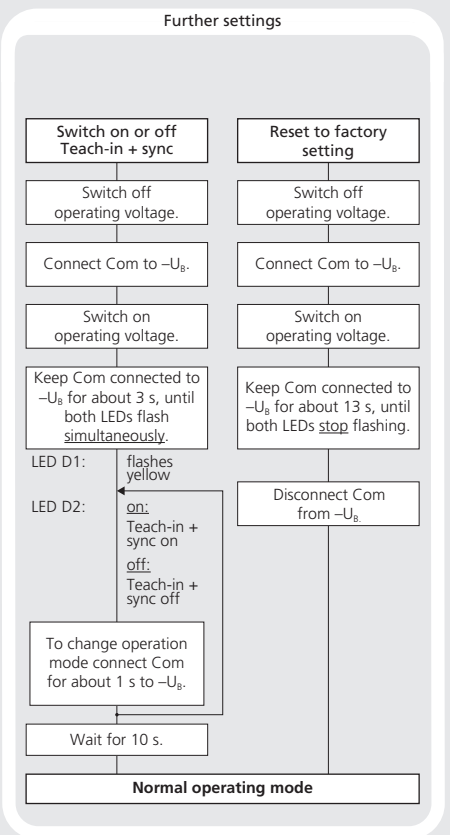 Further settings
Switch on or off
Teach-in + sync
Switch off
operating voltage.
Connect Com to –U_B.
Switch on
operating voltage.
Keep Com connected to
–U_B for about 3 s, until
both LEDs flash
simultaneously.
LED D1: flashes
yellow
LED D2: on:
Teach-in +
sync on
off:
Teach-in +
sync off
To change operation
mode connect Com
for about 1 s to –U_B.
Wait for 10 s.
Reset to factory
setting
Switch off
operating voltage.
Connect Com to –U_B.
Switch on
operating voltage.
Keep Com connected to
–U_B for about 13 s, until
both LEDs stop flashing.
Disconnect Com
from –U_B.
Normal operating mode